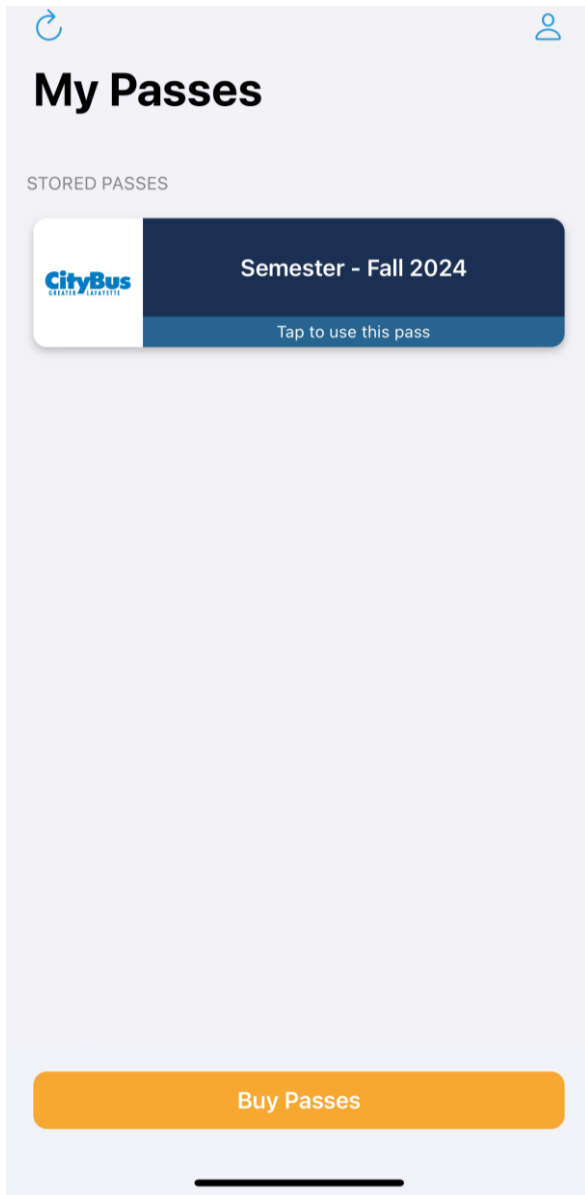 My Passes
STORED PASSES
CityBus
GREATER LAFAYETTE
Semester - Fall 2024
Tap to use this pass
Buy Passes